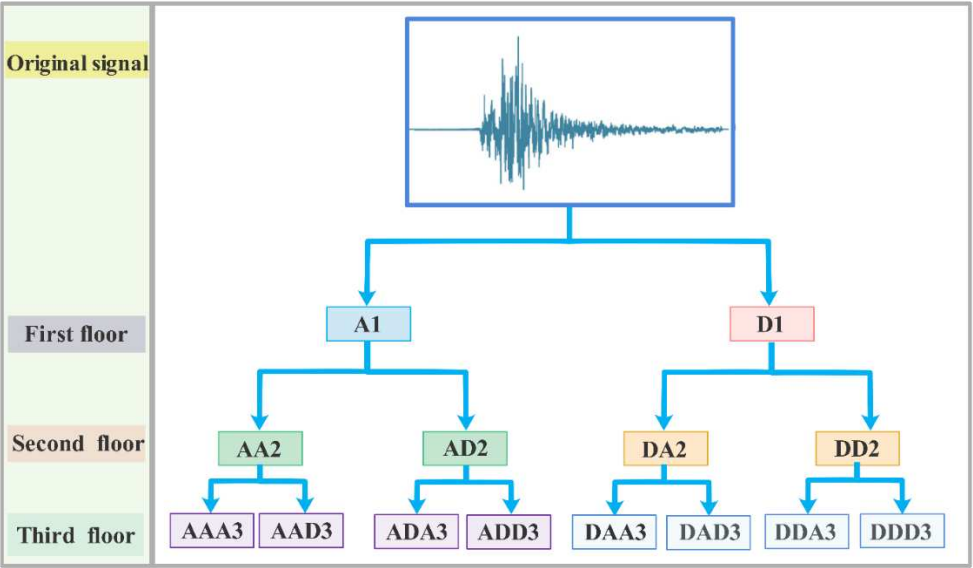 Original signal
First floor
A1
D1
Second floor
AA2
AD2
DA2
DD2
Third floor
AAA3
AAD3
ADA3
ADD3
DAA3
DAD3
DDA3
DDD3